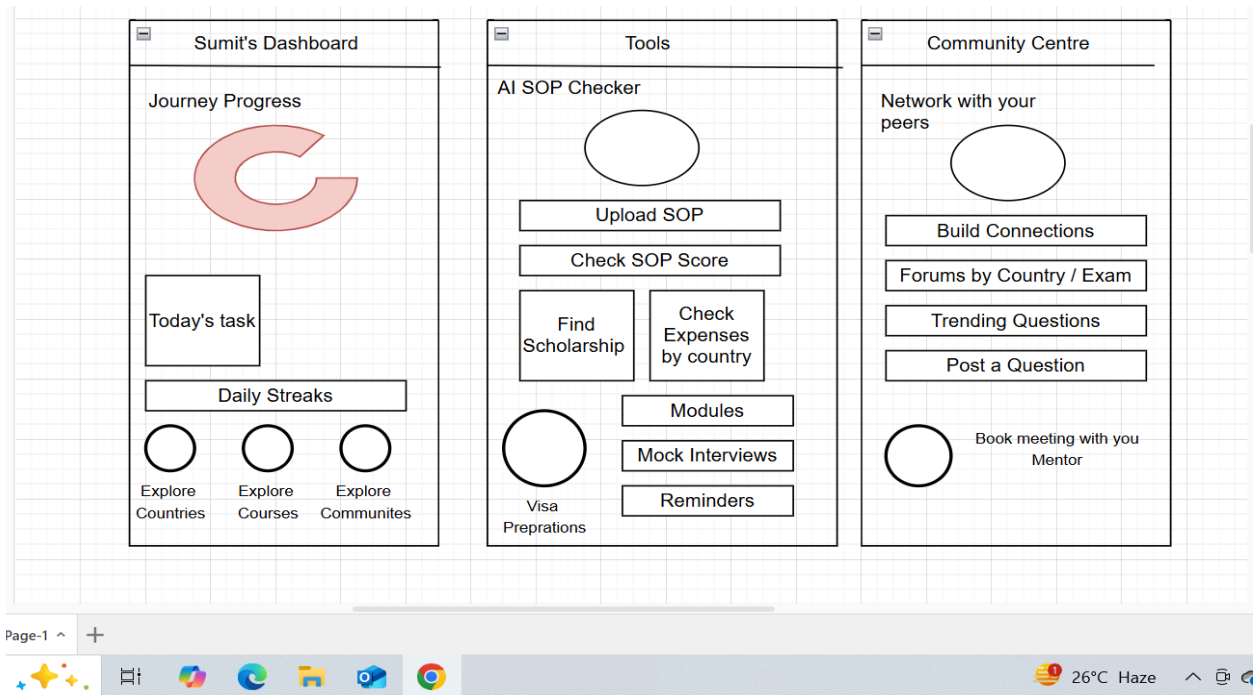 Sumit's Dashboard
Journey Progress
Today's task
Daily Streaks
Explore
Countries
Explore
Courses
Explore
Communites
Tools
AI SOP Checker
Upload SOP
Check SOP Score
Find
Scholarship
Check
Expenses
by country
Visa
Preprations
Modules
Mock Interviews
Reminders
Community Centre
Network with your
peers
Build Connections
Forums by Country / Exam
Trending Questions
Post a Question
Book meeting with you
Mentor
Page-1
1
26°C Haze